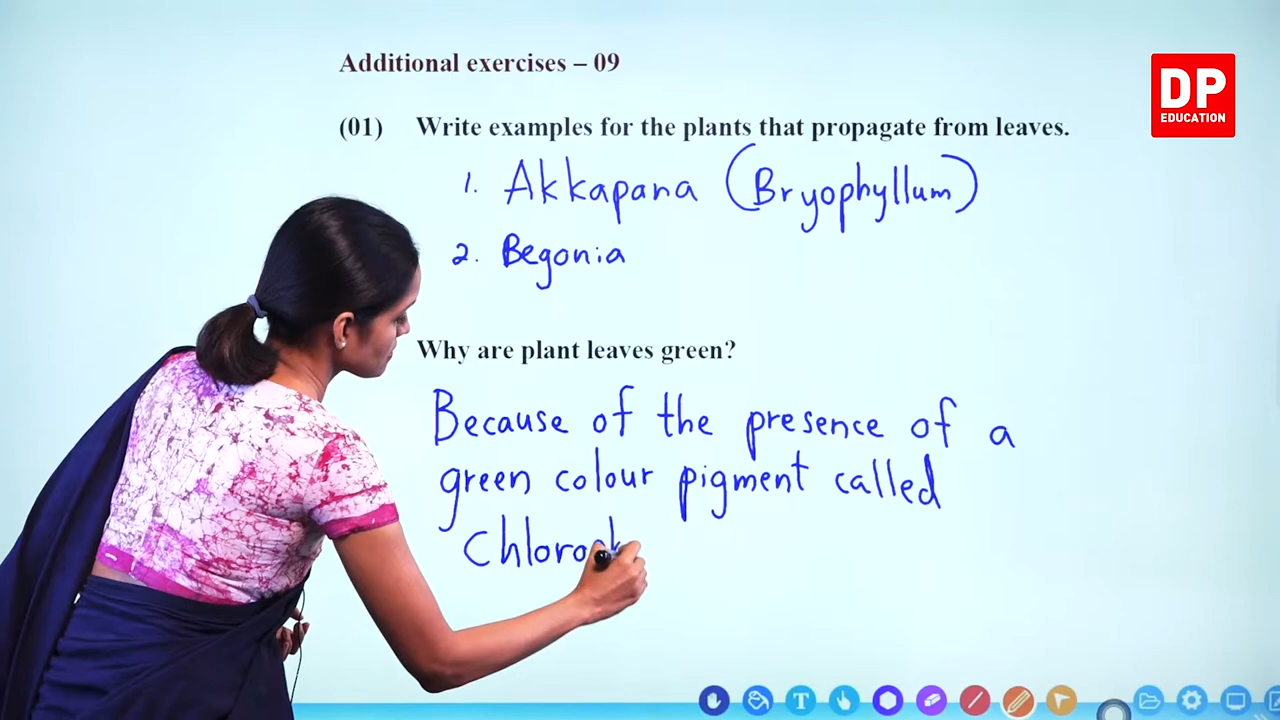 Additional exercises – 09
DP
EDUCATION
(01) Write examples for the plants that propagate from leaves.
1. Akkapana (Bryophyllum)
2. Begonia
Why are plant leaves green?
Because of the presence of a
green colour pigment called